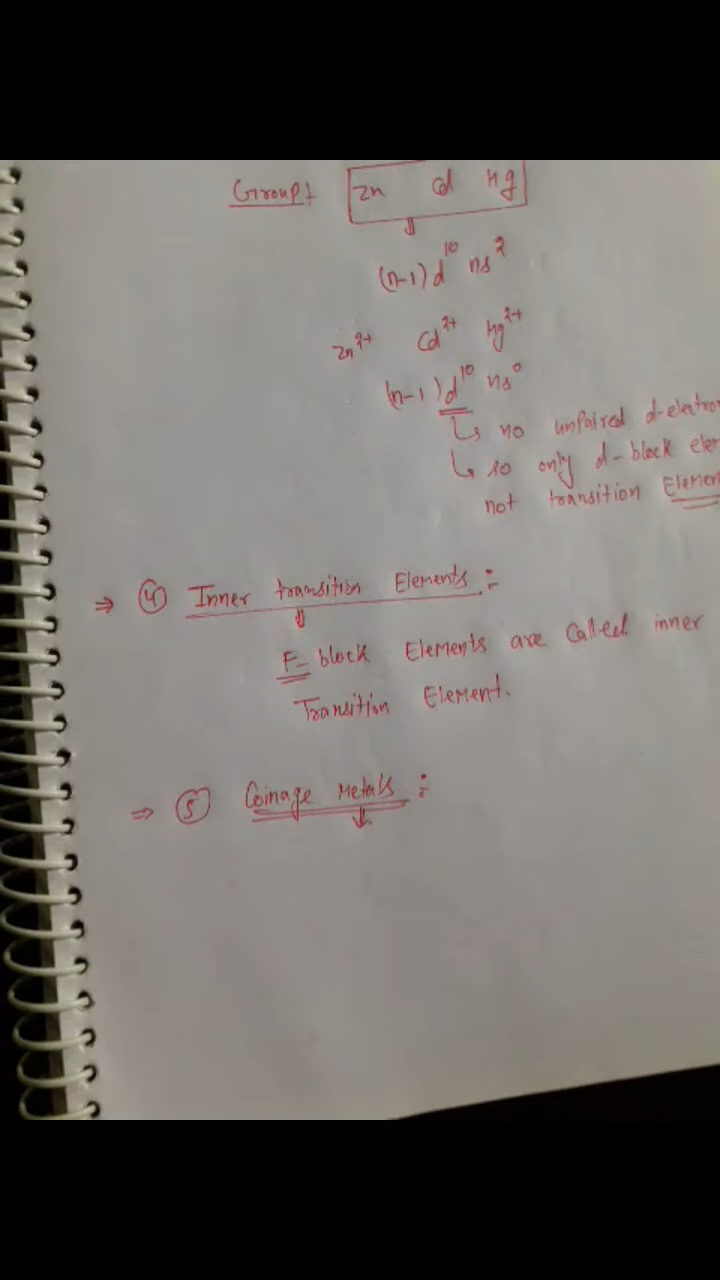 Group↑ Zn Cd Hg
⇓
(n-1)d¹⁰ ns²
Zn²⁺ Cd²⁺ Hg²⁺
(n-1)d¹⁰ ns⁰
↳ no unpaired d-electro
↳ so only d-block ele
not transition Elemen
⇒ ④ Inner transition Elements :-
⇓
F-block Elements are called inner
Transition Element.
⇒ ⑤ Coinage Metals :-
↓